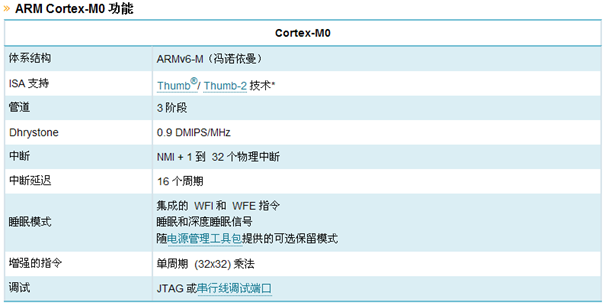 » ARM Cortex-M0 功能
Cortex-M0
体系结构 ARMv6-M（冯诺依曼）
ISA 支持 Thumb®/ Thumb-2 技术*
管道 3 阶段
Dhrystone 0.9 DMIPS/MHz
中断 NMI + 1 到 32 个物理中断
中断延迟 16 个周期
睡眠模式 集成的 WFI 和 WFE 指令
睡眠和深度睡眠信号
随电源管理工具包提供的可选保留模式
增强的指令 单周期 (32x32) 乘法
调试 JTAG 或串行线调试端口